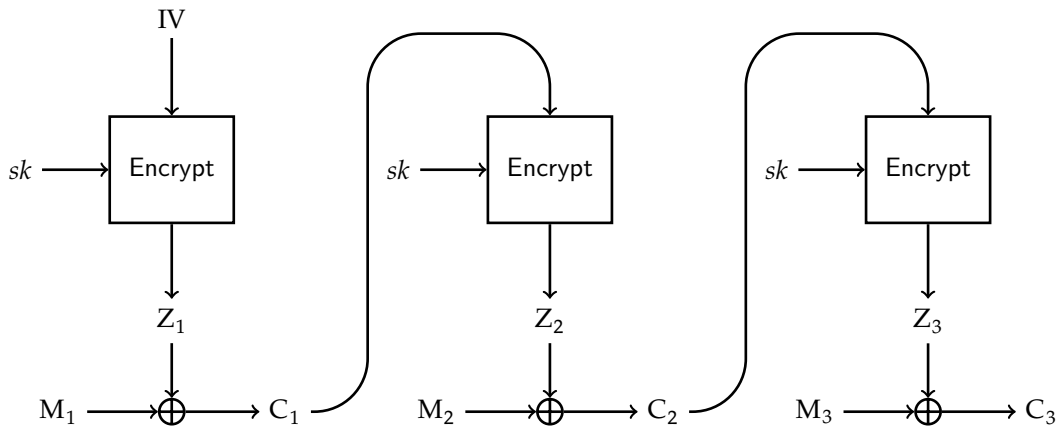 IV
sk Encrypt sk Encrypt sk Encrypt
Z₁ Z₂ Z₃
M₁ C₁ M₂ C₂ M₃ C₃